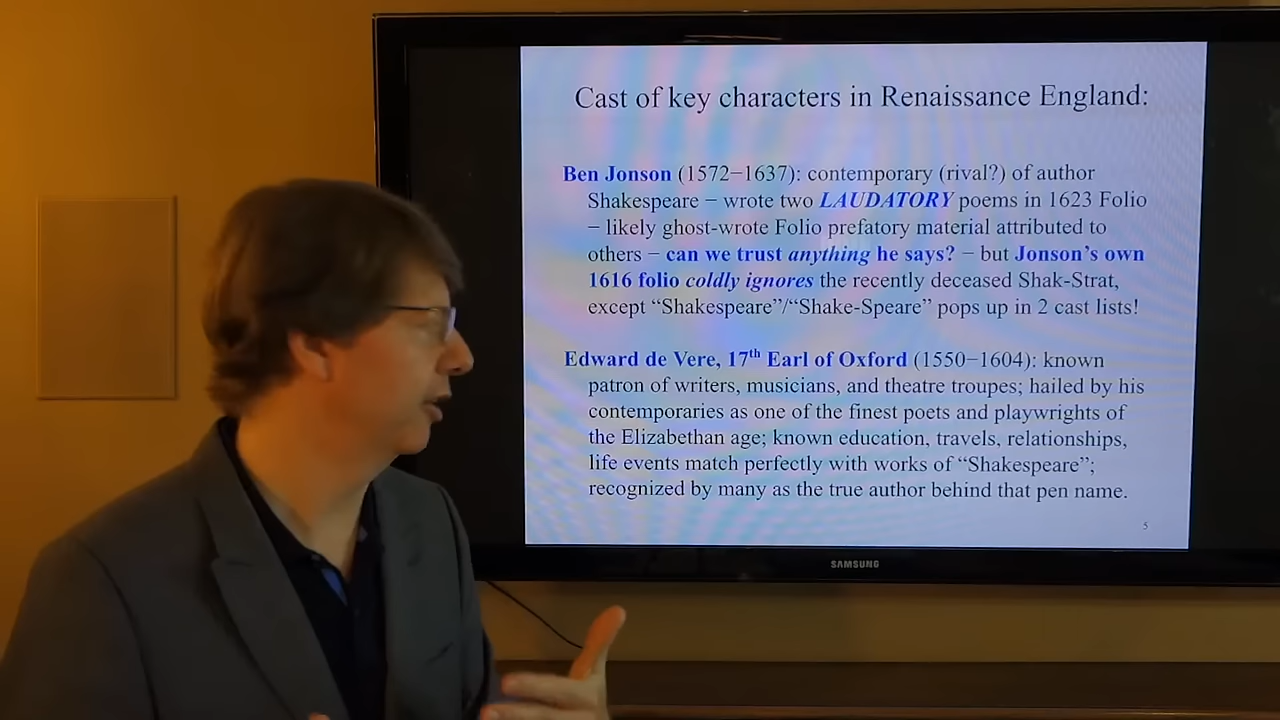 Cast of key characters in Renaissance England:
Ben Jonson (1572−1637): contemporary (rival?) of author
Shakespeare − wrote two LAUDATORY poems in 1623 Folio
− likely ghost-wrote Folio prefatory material attributed to
others − can we trust anything he says? − but Jonson’s own
1616 folio coldly ignores the recently deceased Shak-Strat,
except “Shakespeare”/“Shake-Speare” pops up in 2 cast lists!
Edward de Vere, 17th Earl of Oxford (1550−1604): known
patron of writers, musicians, and theatre troupes; hailed by his
contemporaries as one of the finest poets and playwrights of
the Elizabethan age; known education, travels, relationships,
life events match perfectly with works of “Shakespeare”;
recognized by many as the true author behind that pen name.
5
SAMSUNG